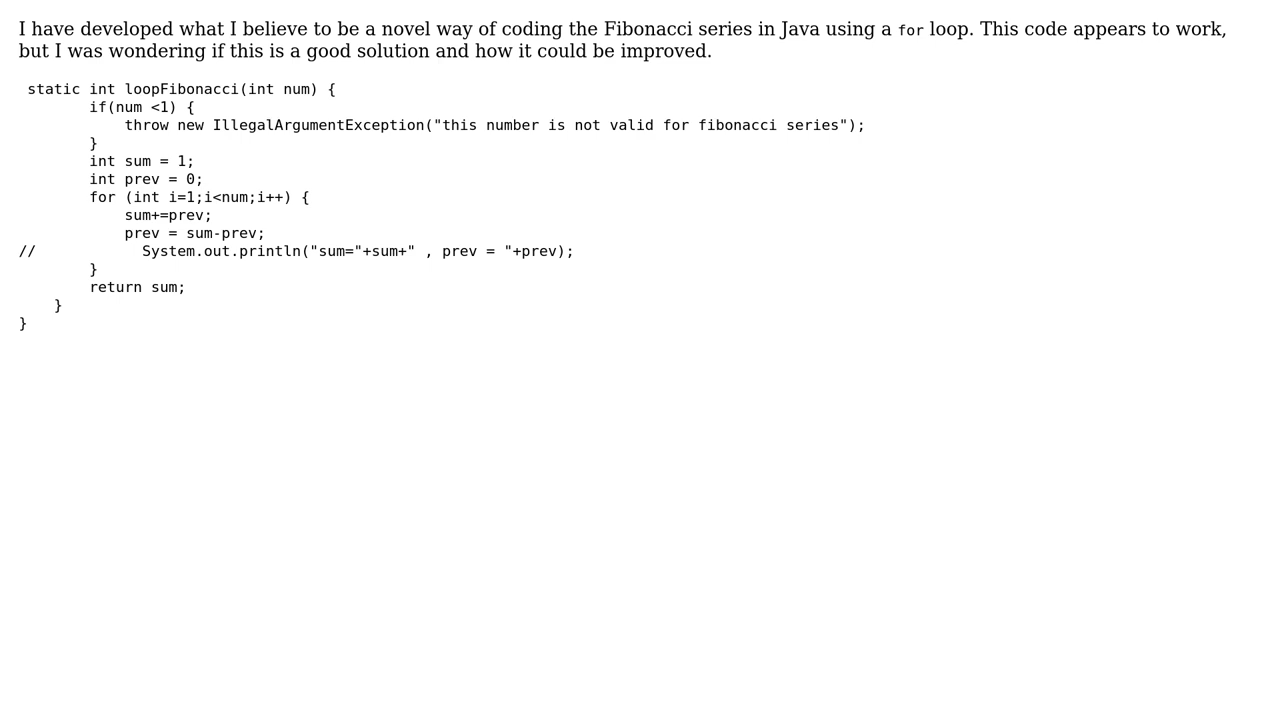 I have developed what I believe to be a novel way of coding the Fibonacci series in Java using a for loop. This code appears to work,
but I was wondering if this is a good solution and how it could be improved.
 static int loopFibonacci(int num) {
        if(num <1) {
            throw new IllegalArgumentException("this number is not valid for fibonacci series");
        }
        int sum = 1;
        int prev = 0;
        for (int i=1;i<num;i++) {
            sum+=prev;
            prev = sum-prev;
//            System.out.println("sum="+sum+" , prev = "+prev);
        }
        return sum;
    }
}